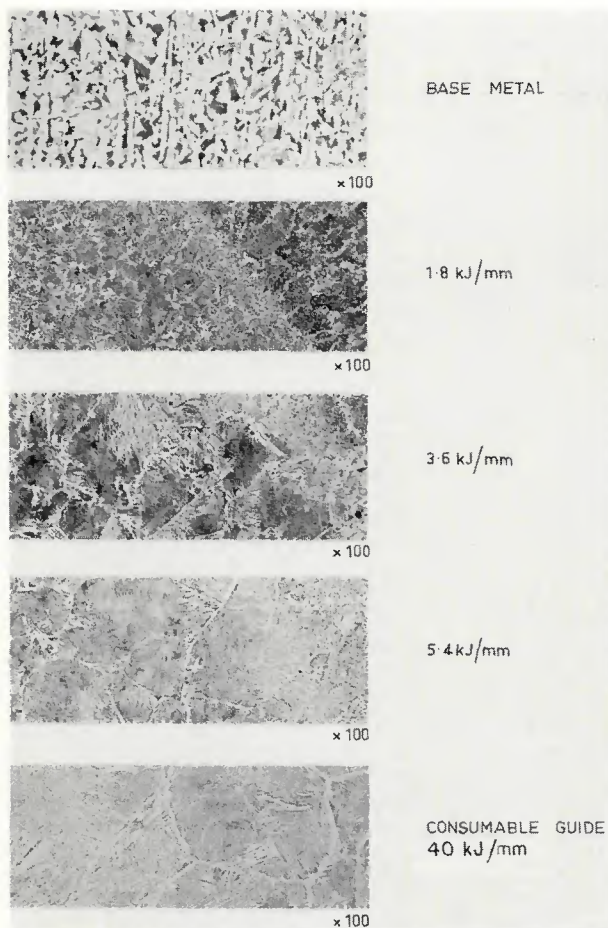 BASE METAL
×100
1·8 kJ/mm
×100
3·6 kJ/mm
×100
5·4 kJ/mm
×100
CONSUMABLE GUIDE
40 kJ/mm
×100